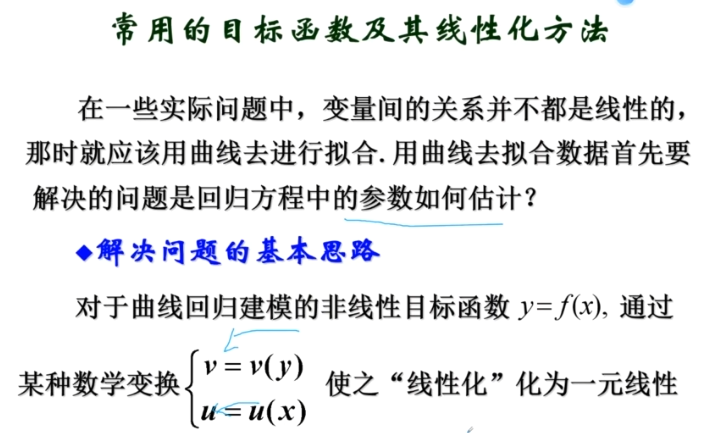 常用的目标函数及其线性化方法
在一些实际问题中，变量间的关系并不都是线性的，
那时就应该用曲线去进行拟合.用曲线去拟合数据首先要
解决的问题是回归方程中的参数如何估计？
◆解决问题的基本思路
对于曲线回归建模的非线性目标函数 y=f(x)，通过
某种数学变换{v=v(y) 使之“线性化”化为一元线性
u=u(x)